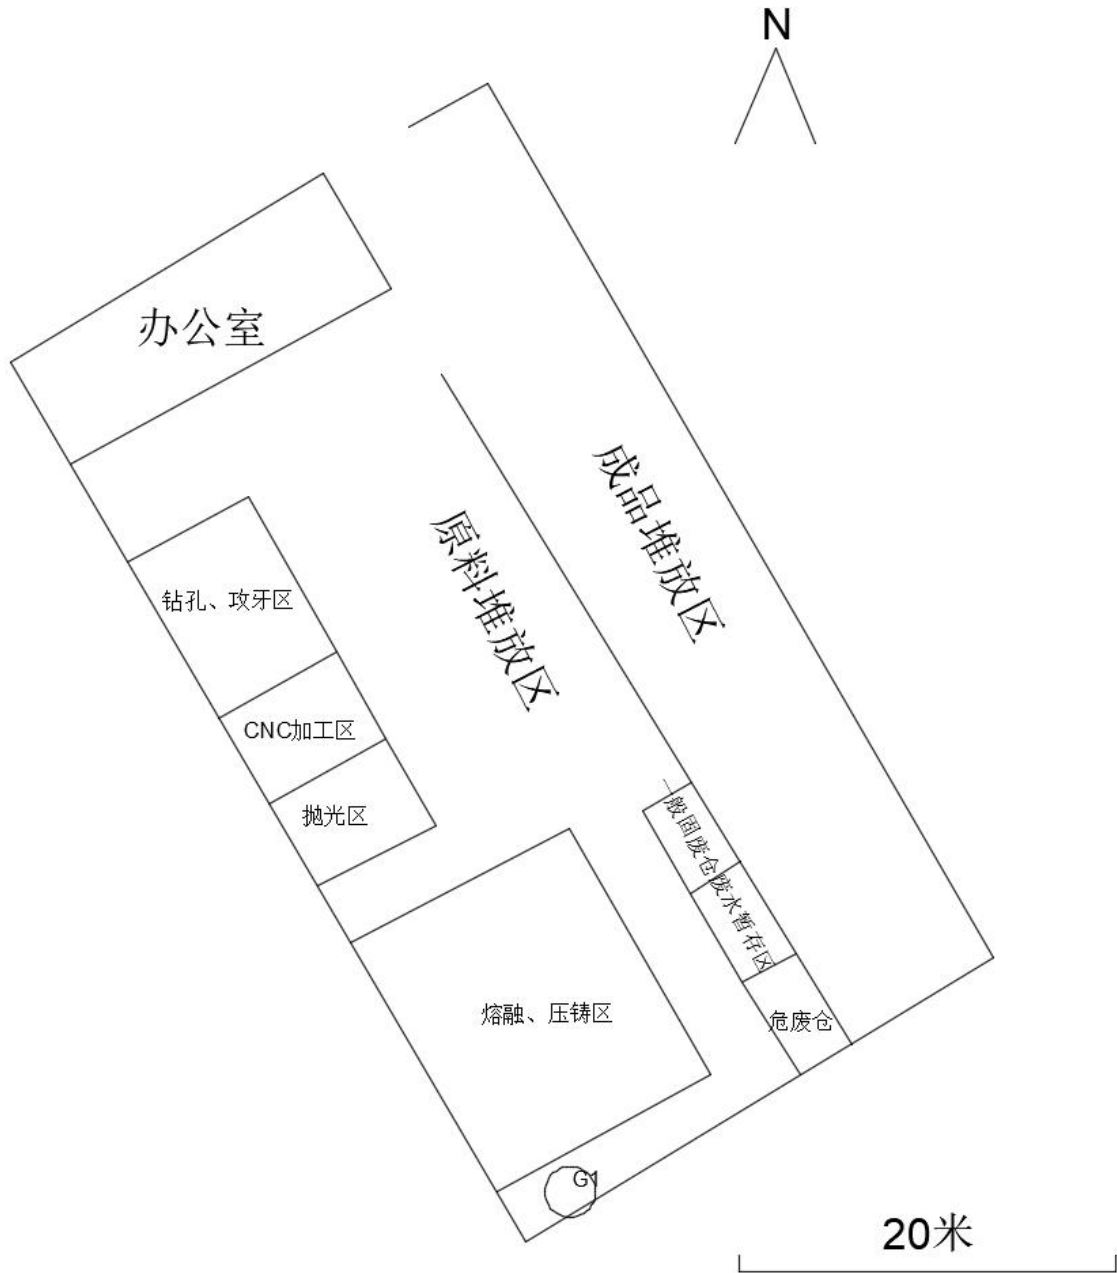 N
办公室
成品堆放区
原料堆放区
钻孔、攻牙区
CNC加工区
抛光区
一般固废仓
废水暂存区
熔融、压铸区
危废仓
G1
20米